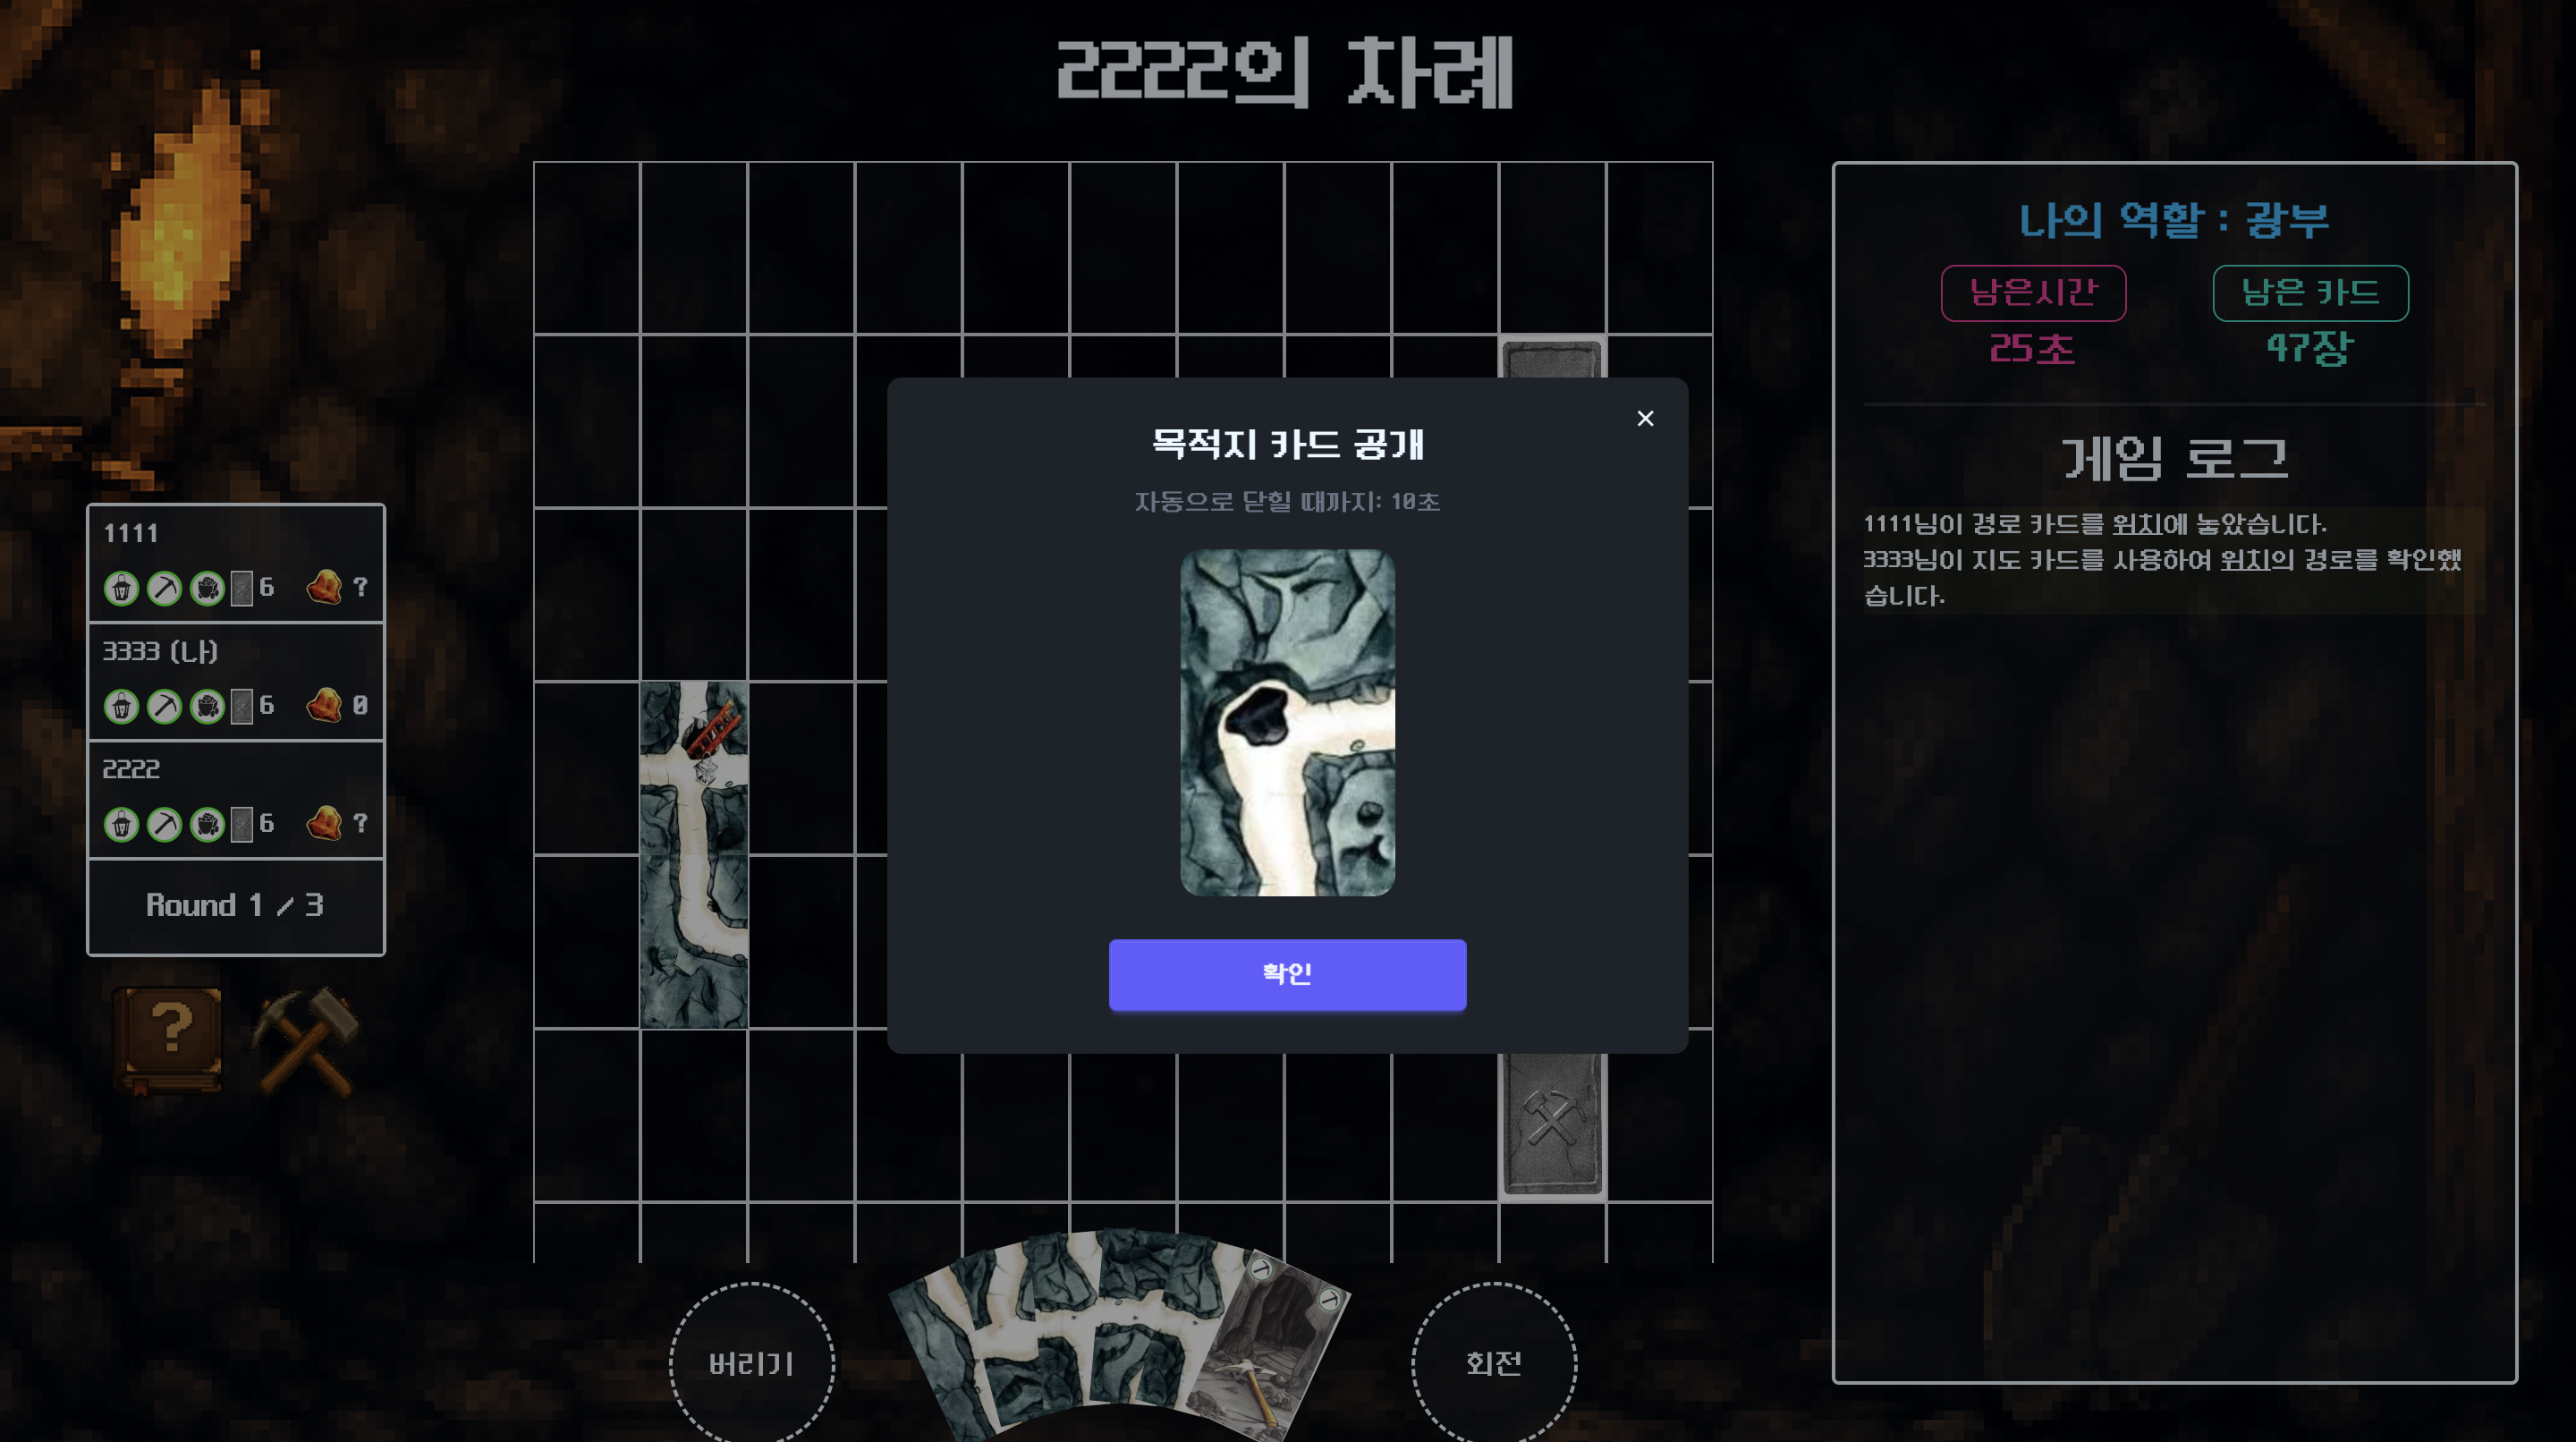 2222의 차례
나의 역할 : 광부
남은시간
남은 카드
25초
47장
게임 로그
1111님이 경로 카드를 위치에 놓았습니다.
3333님이 지도 카드를 사용하여 위치의 경로를 확인했
습니다.
목적지 카드 공개
자동으로 닫힐 때까지: 10초
확인
1111
6
?
3333 (나)
6
0
2222
6
?
Round 1 / 3
?
버리기
회전